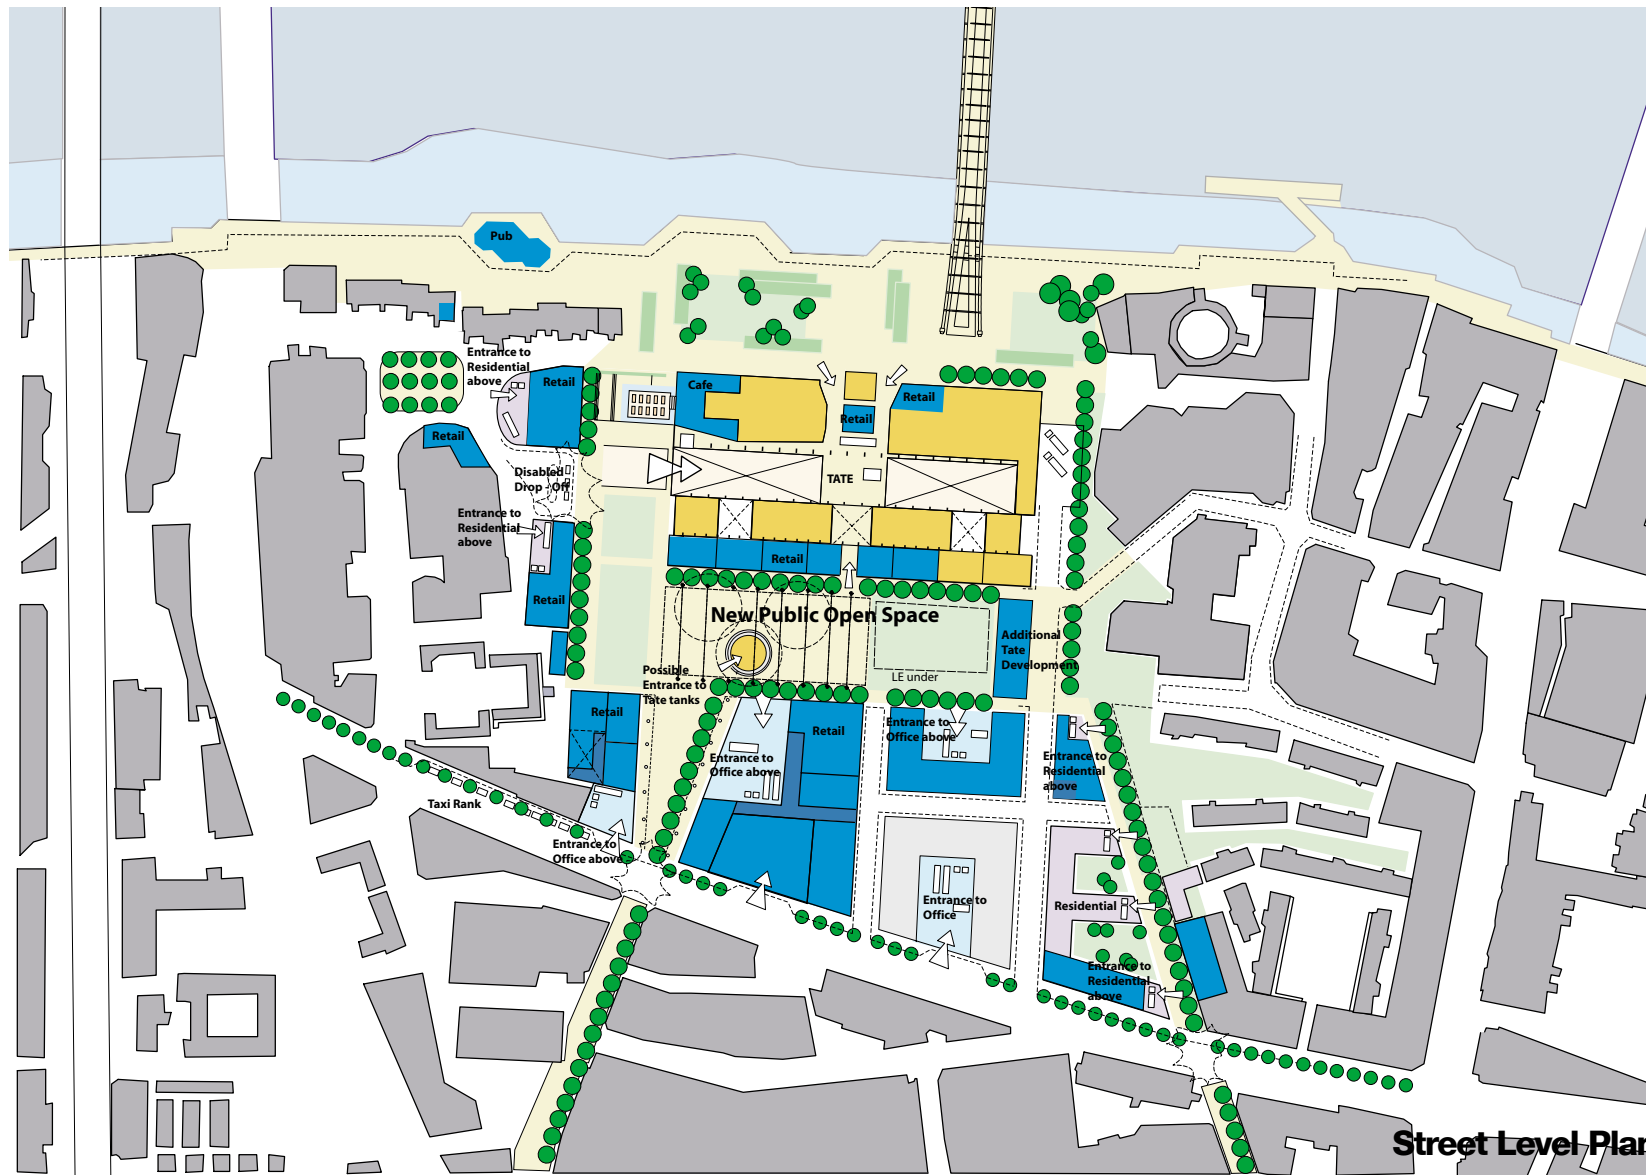 Pub
Entrance to
Residential
above
Retail
Cafe
Retail
Retail
Retail
Disabled
Drop - Off
TATE
Entrance to
Residential
above
Retail
Retail
New Public Open Space
Additional
Tate
Development
Possible
Entrance to
Tate tanks
LE under
Retail
Retail
Entrance to
Office above
Entrance to
Office above
Entrance to
Residential
above
Taxi Rank
Entrance to
Office above
Entrance to
Office
Residential
Entrance to
Residential
above
Street Level Plan